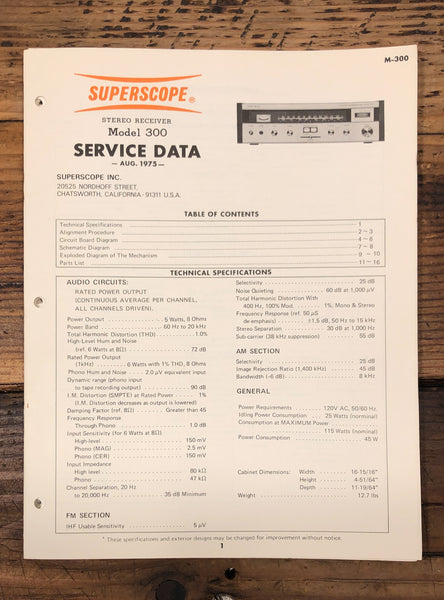 M-300
SUPERSCOPE®
STEREO RECEIVER
Model 300
SERVICE DATA
— AUG. 1975 —
SUPERSCOPE INC.
20525 NORDHOFF STREET,
CHATSWORTH, CALIFORNIA - 91311 U.S.A.
TABLE OF CONTENTS
Technical Specifications 1
Alignment Procedure 2 ~ 3
Circuit Board Diagram 4 ~ 6
Schematic Diagram 7 ~ 8
Exploded Diagram of The Mechanism 9 ~ 10
Parts List 11 ~ 16
TECHNICAL SPECIFICATIONS
AUDIO CIRCUITS:
RATED POWER OUTPUT
(CONTINUOUS AVERAGE PER CHANNEL,
ALL CHANNELS DRIVEN).
Power Output 5 Watts, 8 Ohms
Power Band 60 Hz to 20 kHz
Total Harmonic Distortion (THD) 1.0%
High-Level Hum and Noise
(ref. 6 Watts at 8Ω) 72 dB
Rated Power Output
(1kHz) 6 Watts with 1% THD, 8 Ohms
Phono Hum and Noise 2.0 μV equivalent input
Dynamic range (phono input
to tape recording output) 90 dB
I.M. Distortion (SMPTE) at Rated Power 1%
(I.M. Distortion decreases as output is lowered)
Damping Factor (ref. 8Ω) Greater than 45
Frequency Response
Through Phono 1.0 dB
Input Sensitivity (for 6 Watts at 8Ω)
High-level 150 mV
Phono (MAG) 2.5 mV
Phono (CER) 150 mV
Input Impedance
High-level 80 kΩ
Phono 47 kΩ
Channel Separation, 20 Hz
to 20,000 Hz 35 dB Minimum
FM SECTION
IHF Usable Sensitivity 5 μV
Selectivity 25 dB
Noise Quieting 60 dB at 1,000 μV
Total Harmonic Distortion With
400 Hz, 100% Mod. 1%, Mono & Stereo
Frequency Response (ref. 50 μS
de-emphasis) ±1.5 dB, 50 Hz to 15 kHz
Stereo Separation 30 dB at 1,000 Hz
Sub-carrier (38 kHz suppression) 55 dB
AM SECTION
Selectivity 25 dB
Image Rejection Ratio (1,400 kHz) 45 dB
Bandwidth (-6 dB) 8 kHz
GENERAL
Power Requirements 120V AC, 50/60 Hz.
Idling Power Consumption 25 Watts (nominal)
Consumption at MAXIMUM Power
115 Watts (nominal)
Power Consumption 45 W
Cabinet Dimensions: Width 16-15/16"
Height 4-51/64"
Depth 11-19/64"
Weight 12.7 lbs
* These specifications and exterior designs may be changed for improvement without notice.
1